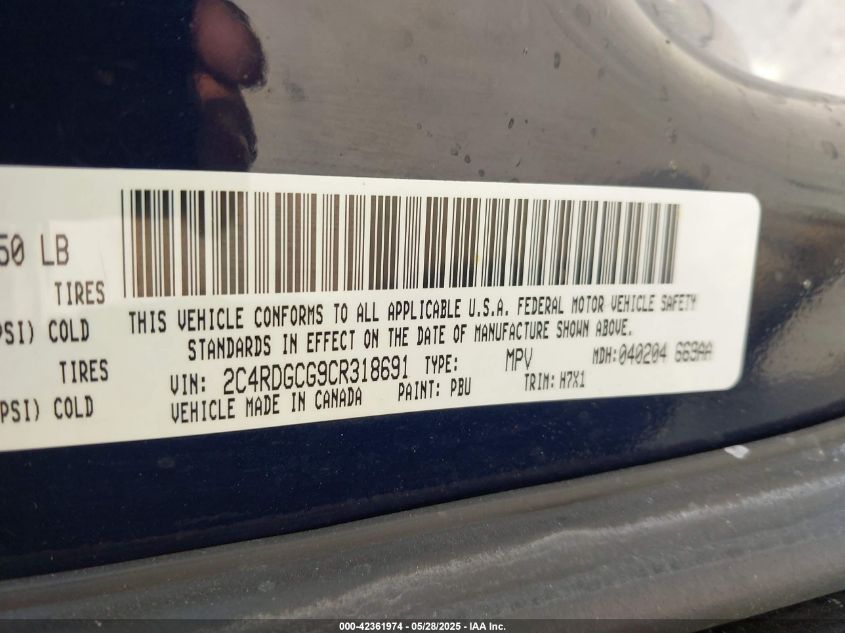 50 LB
TIRES
PSI) COLD
TIRES
PSI) COLD
THIS VEHICLE CONFORMS TO ALL APPLICABLE U.S.A. FEDERAL MOTOR VEHICLE SAFETY
STANDARDS IN EFFECT ON THE DATE OF MANUFACTURE SHOWN ABOVE.
VIN: 2C4RDGCG9CR318691 TYPE: MPV MDH:040204 669AA
VEHICLE MADE IN CANADA PAINT: PBU TRIM: H7X1
000-42361974 | 05/28/2025 - IAA Inc.